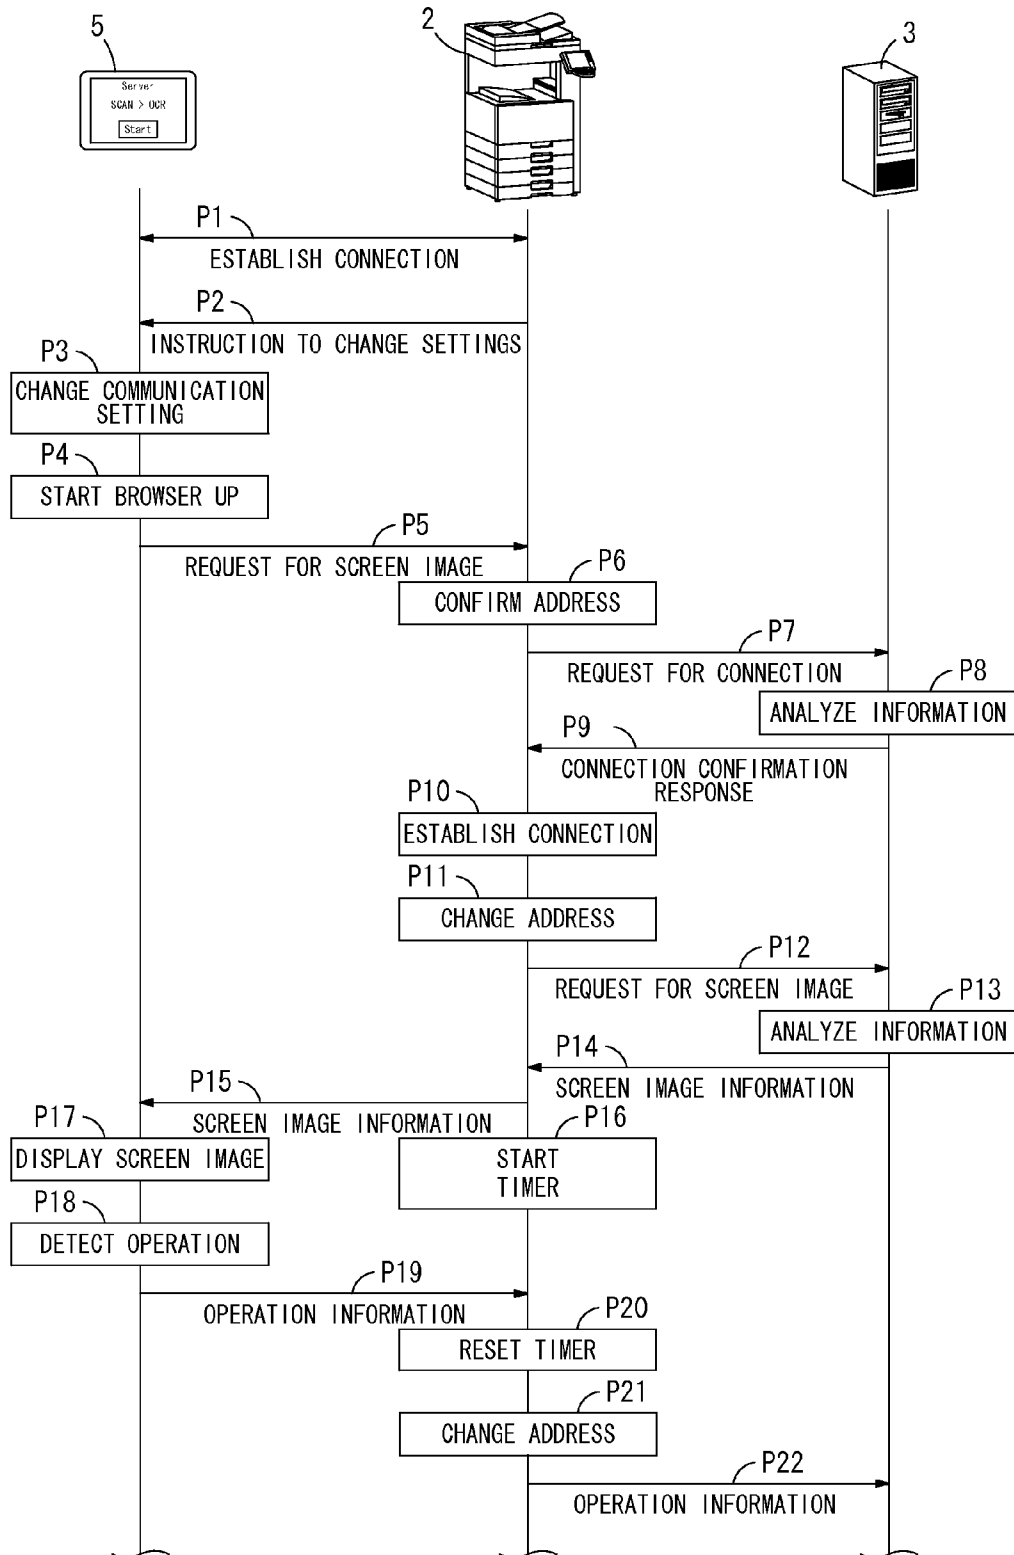 5
2
3
Server
SCAN > OCR
Start
P1
ESTABLISH CONNECTION
P2
INSTRUCTION TO CHANGE SETTINGS
P3
CHANGE COMMUNICATION
SETTING
P4
START BROWSER UP
P5
REQUEST FOR SCREEN IMAGE
P6
CONFIRM ADDRESS
P7
REQUEST FOR CONNECTION
P8
ANALYZE INFORMATION
P9
CONNECTION CONFIRMATION
RESPONSE
P10
ESTABLISH CONNECTION
P11
CHANGE ADDRESS
P12
REQUEST FOR SCREEN IMAGE
P13
ANALYZE INFORMATION
P14
SCREEN IMAGE INFORMATION
P15
SCREEN IMAGE INFORMATION
P16
START
TIMER
P17
DISPLAY SCREEN IMAGE
P18
DETECT OPERATION
P19
OPERATION INFORMATION
P20
RESET TIMER
P21
CHANGE ADDRESS
P22
OPERATION INFORMATION